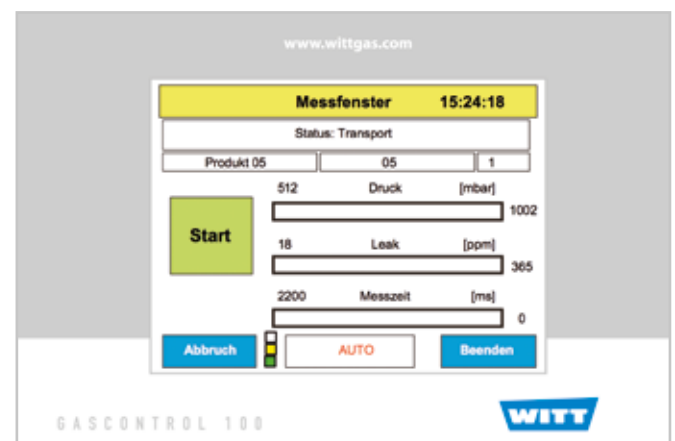 www.wittgas.com
Messfenster 15:24:18
Status: Transport
Produkt 05 05 1
512 Druck [mbar]
1002
Start
18 Leak [ppm]
365
2200 Messzeit [ms]
0
Abbruch AUTO Beenden
GASCONTROL 100
WITT